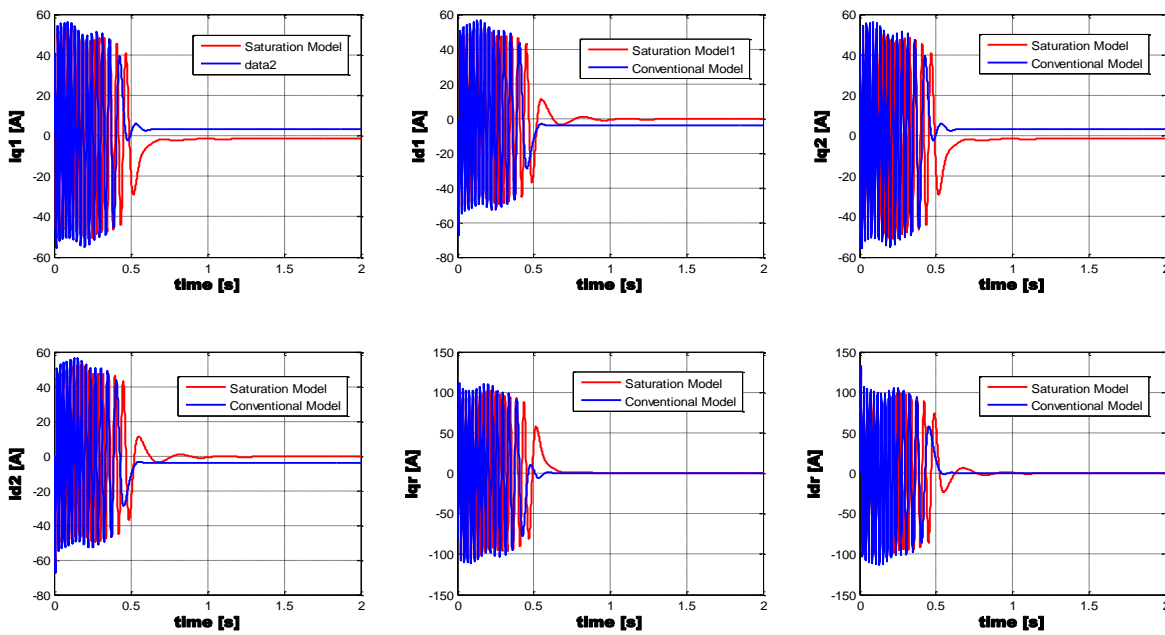 60
40
20
0
-20
-40
-60
0 0.5 1 1.5 2
time [s]
Iq1 [A]
Saturation Model
data2
60
40
20
0
-20
-40
-60
80
0 0.5 1 1.5 2
time [s]
Id1 [A]
Saturation Model1
Conventional Model
60
40
20
0
-20
-40
-60
0 0.5 1 1.5 2
time [s]
Iq2 [A]
Saturation Model
Conventional Model
60
40
20
0
-20
-40
-60
-80
0 0.5 1 1.5 2
time [s]
Id2 [A]
Saturation Model
Conventional Model
150
100
50
0
-50
-100
-150
0 0.5 1 1.5 2
time [s]
Iqr [A]
Saturation Model
Conventional Model
150
100
50
0
-50
-100
-150
0 0.5 1 1.5 2
time [s]
Idr [A]
Saturation Model
Conventional Model